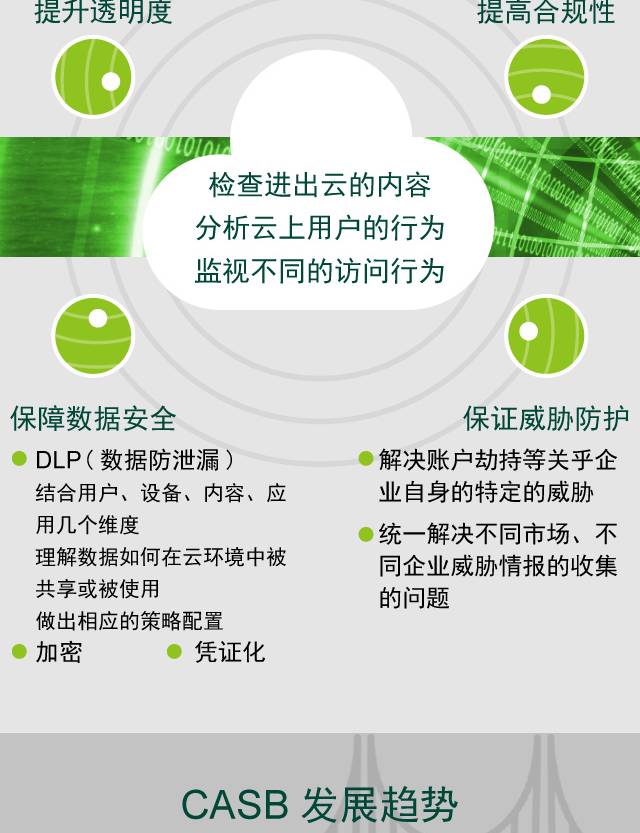 提升透明度
提高合规性
检查进出云的内容
分析云上用户的行为
监视不同的访问行为
保障数据安全
DLP（数据防泄漏）
结合用户、设备、内容、应
用几个维度
理解数据如何在云环境中被
共享或被使用
做出相应的策略配置
加密
凭证化
保证威胁防护
解决账户劫持等关乎企
业自身的特定的威胁
统一解决不同市场、不
同企业威胁情报的收集
的问题
CASB 发展趋势